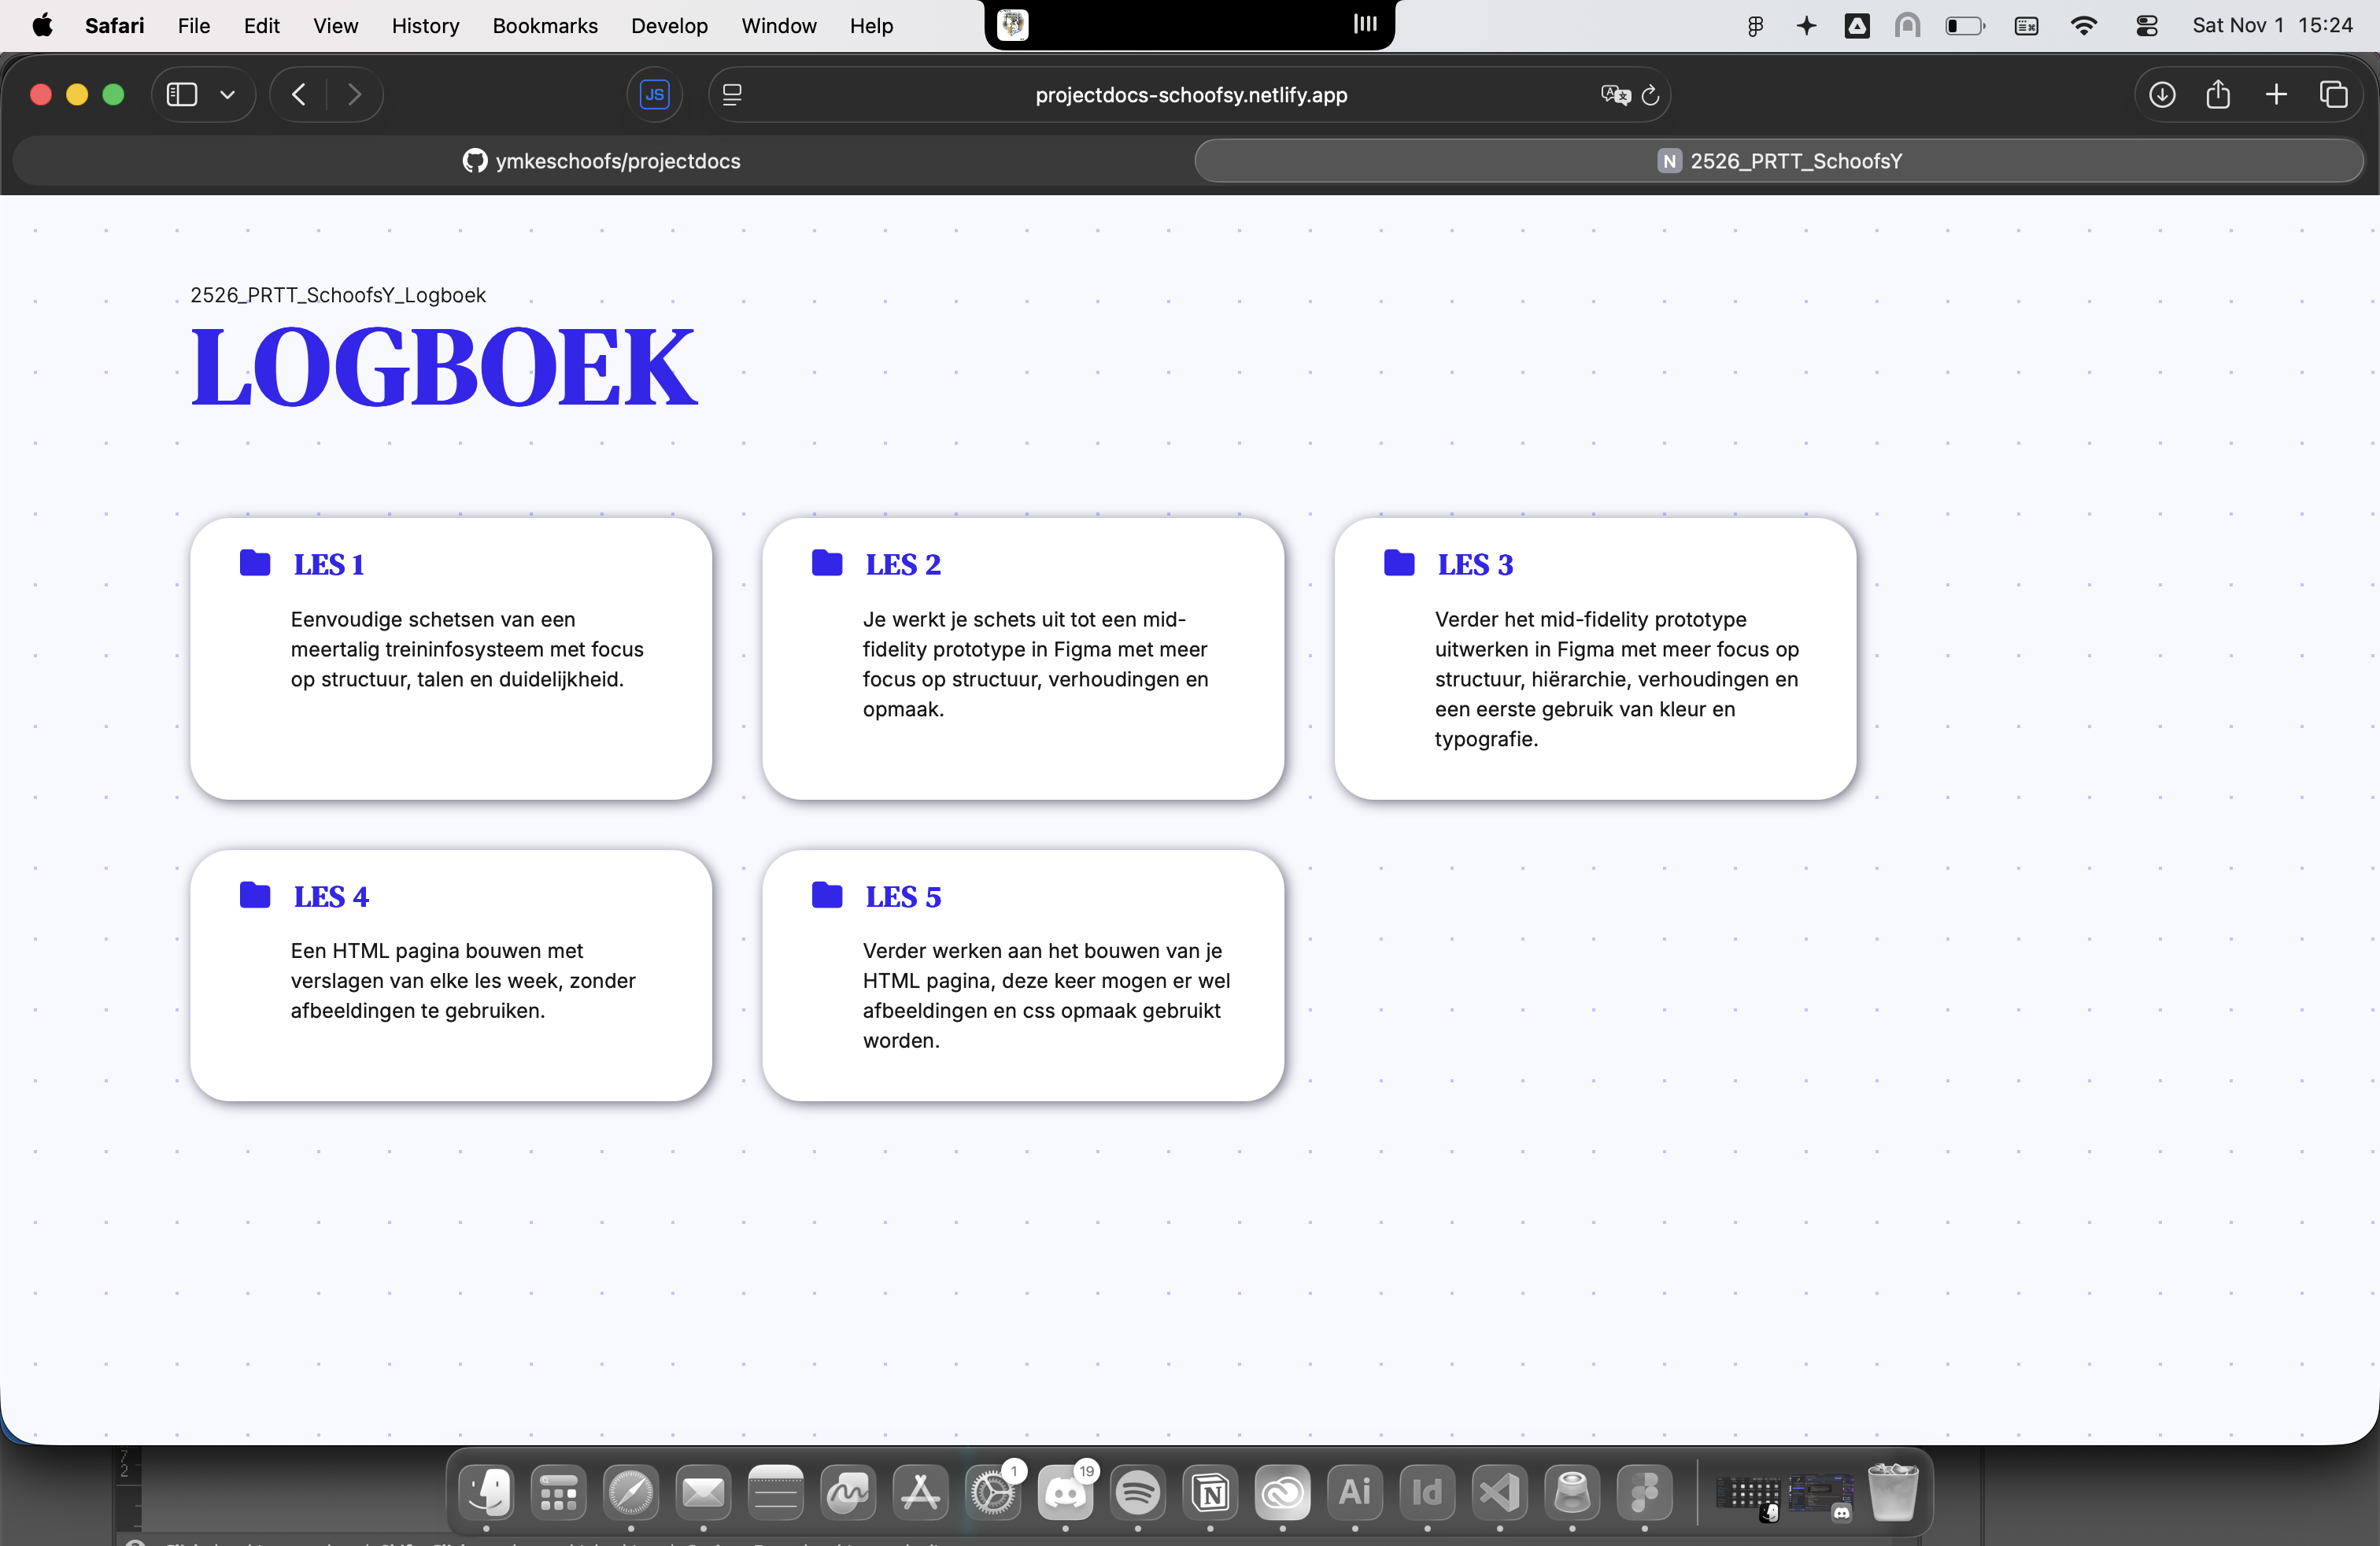 Safari File Edit View History Bookmarks Develop Window Help Sat Nov 1 15:24
JS projectdocs-schoofsy.netlify.app
ymkeschoofs/projectdocs N 2526_PRTT_SchoofsY
2526_PRTT_SchoofsY_Logboek
LOGBOEK
LES 1
Eenvoudige schetsen van een
meertalig treininfosysteem met focus
op structuur, talen en duidelijkheid.
LES 2
Je werkt je schets uit tot een mid-
fidelity prototype in Figma met meer
focus op structuur, verhoudingen en
opmaak.
LES 3
Verder het mid-fidelity prototype
uitwerken in Figma met meer focus op
structuur, hiërarchie, verhoudingen en
een eerste gebruik van kleur en
typografie.
LES 4
Een HTML pagina bouwen met
verslagen van elke les week, zonder
afbeeldingen te gebruiken.
LES 5
Verder werken aan het bouwen van je
HTML pagina, deze keer mogen er wel
afbeeldingen en css opmaak gebruikt
worden.
1 19 N Ai Id